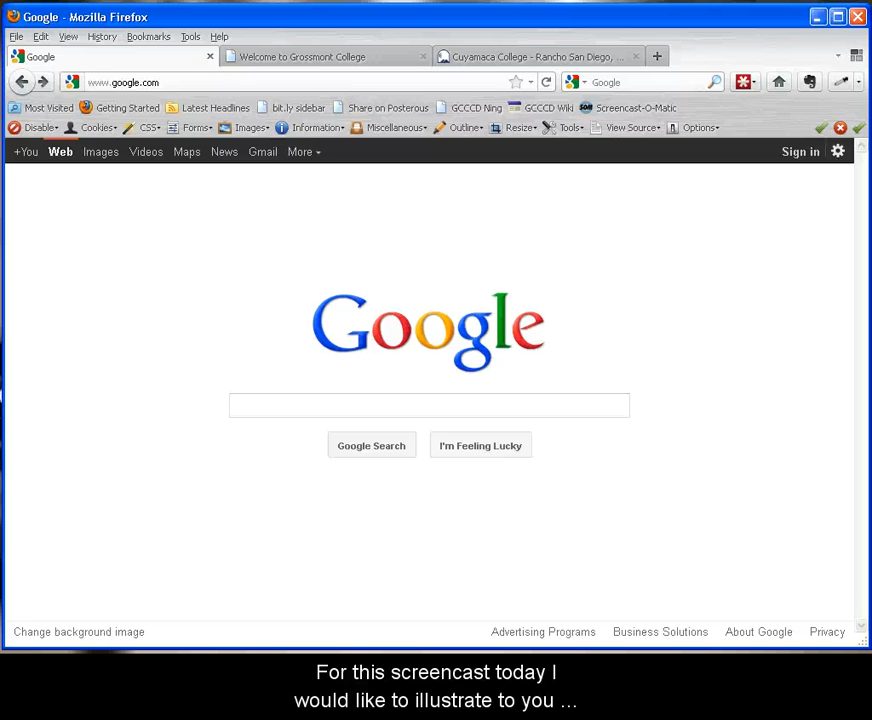 Google - Mozilla Firefox
File Edit View History Bookmarks Tools Help
Google Welcome to Grossmont College Cuyamaca College - Rancho San Diego, ...
www.google.com Google
Most Visited Getting Started Latest Headlines bit.ly sidebar Share on Posterous GCCCD Ning GCCCD Wiki Screencast-O-Matic
Disable Cookies CSS Forms Images Information Miscellaneous Outline Resize Tools View Source Options
+You Web Images Videos Maps News Gmail More Sign in
Google
Google Search I'm Feeling Lucky
Change background image Advertising Programs Business Solutions About Google Privacy
For this screencast today I
would like to illustrate to you ...